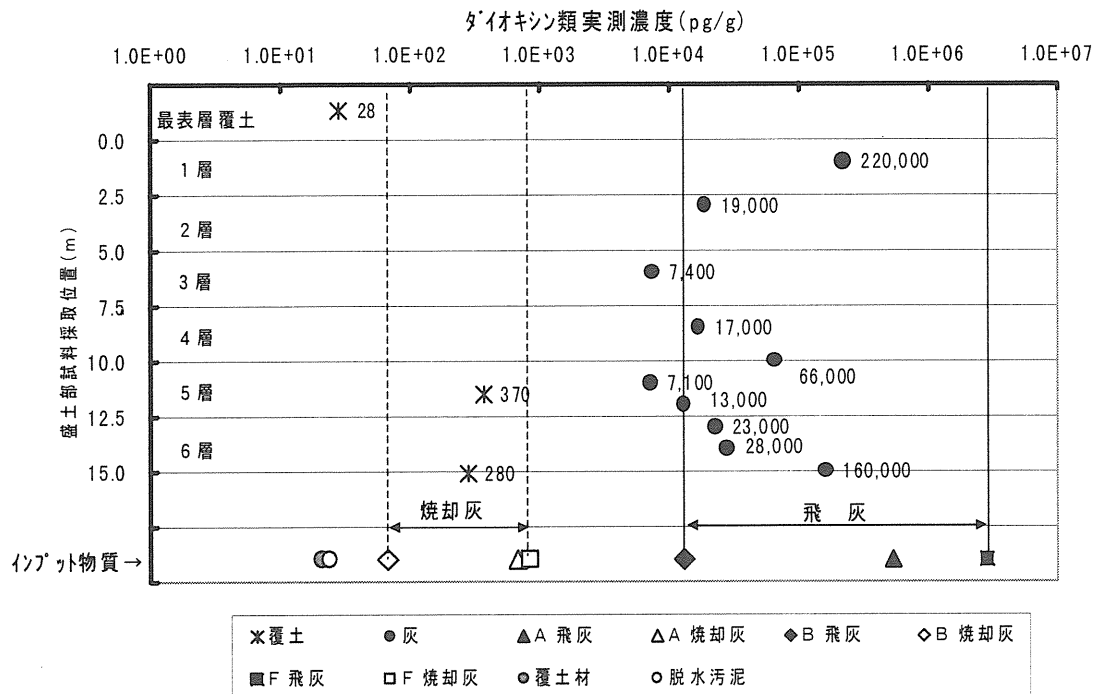 ダイオキシン類実測濃度(pg/g)
1.0E+00 1.0E+01 1.0E+02 1.0E+03 1.0E+04 1.0E+05 1.0E+06 1.0E+07
盛土部試料採取位置(m)
最表層覆土 28
0.0
1層 220,000
2.5 19,000
2層
5.0
3層 7,400
7.5
4層 17,000
10.0
66,000
5層 370 7,100
13,000
12.5
23,000
6層 28,000
15.0 280 160,000
焼却灰 飛灰
インプット物質→
覆土 灰 A 飛灰 A 焼却灰 B 飛灰 B 焼却灰
F 飛灰 F 焼却灰 覆土材 脱水汚泥